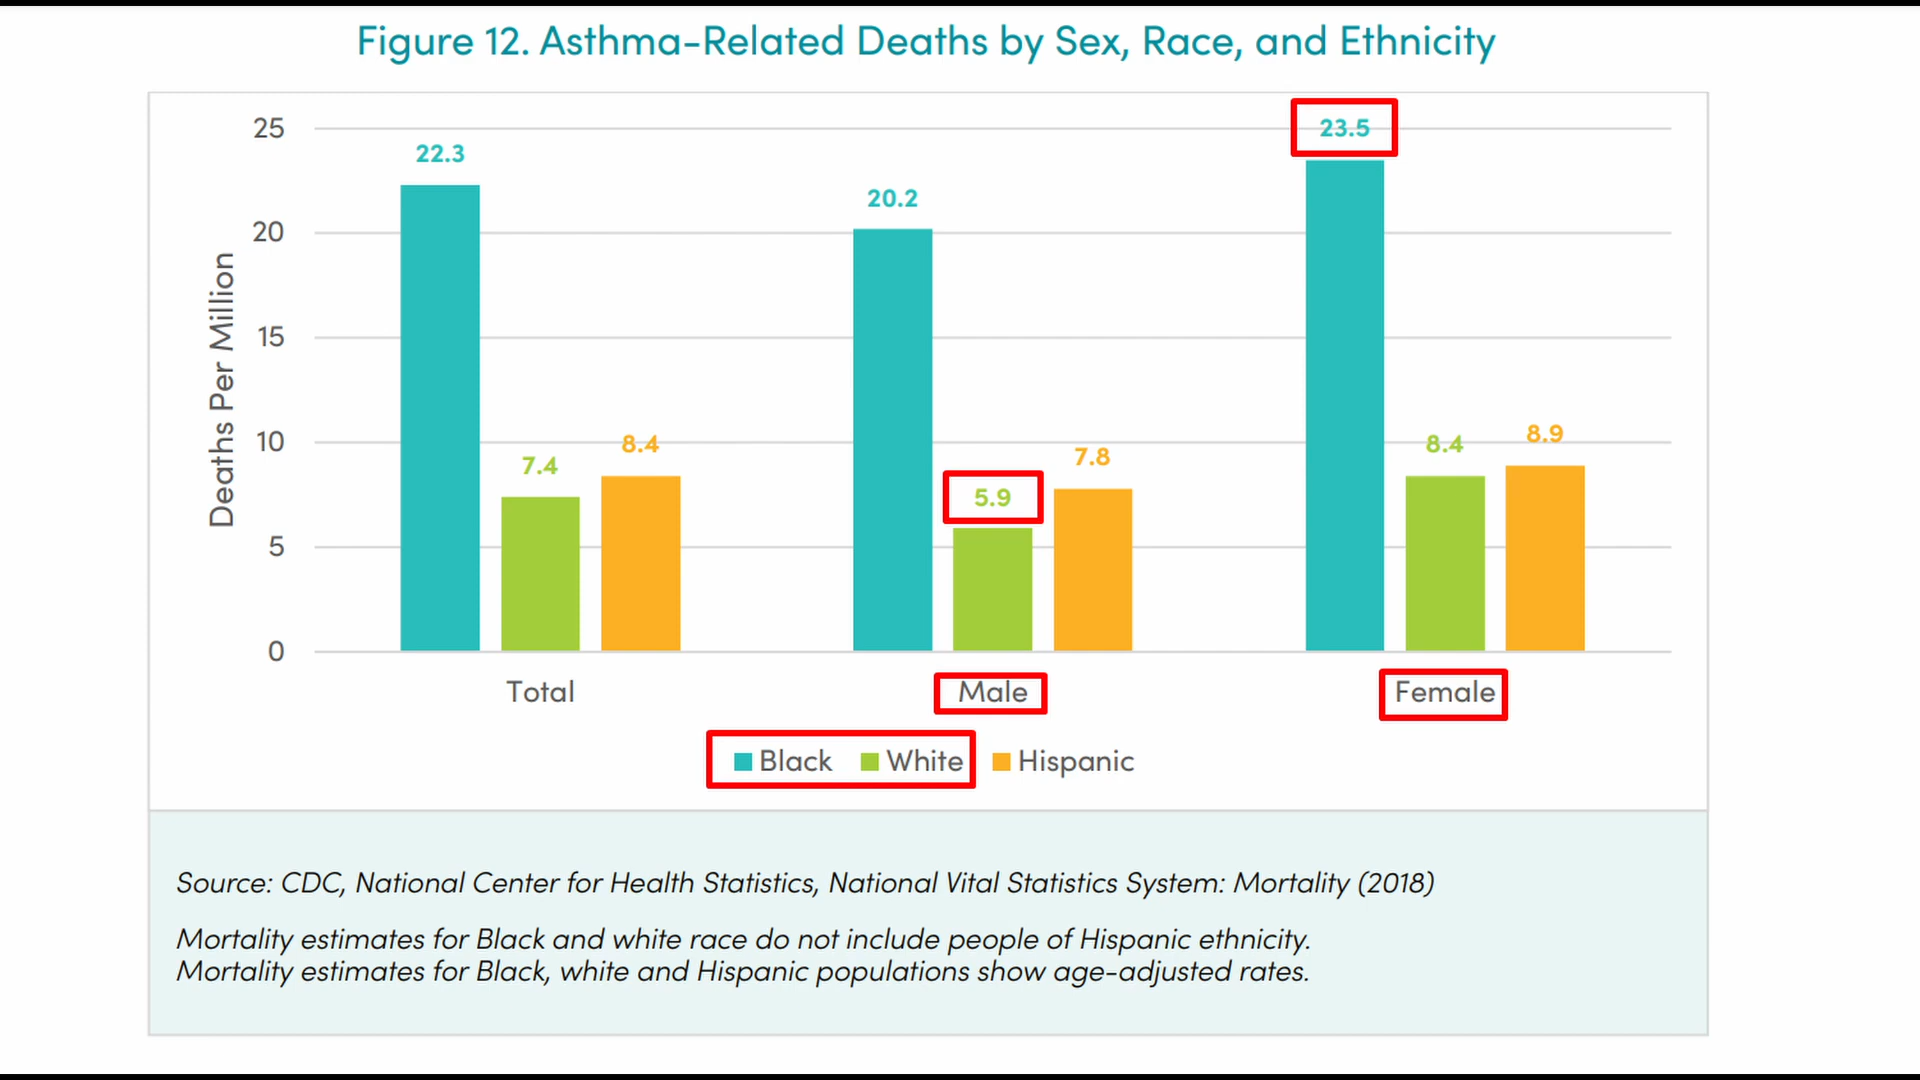 Figure 12. Asthma-Related Deaths by Sex, Race, and Ethnicity
Deaths Per Million
25
20
15
10
5
0
22.3
7.4
8.4
20.2
5.9
7.8
23.5
8.4
8.9
Total
Male
Female
Black White Hispanic
Source: CDC, National Center for Health Statistics, National Vital Statistics System: Mortality (2018)
Mortality estimates for Black and white race do not include people of Hispanic ethnicity.
Mortality estimates for Black, white and Hispanic populations show age-adjusted rates.